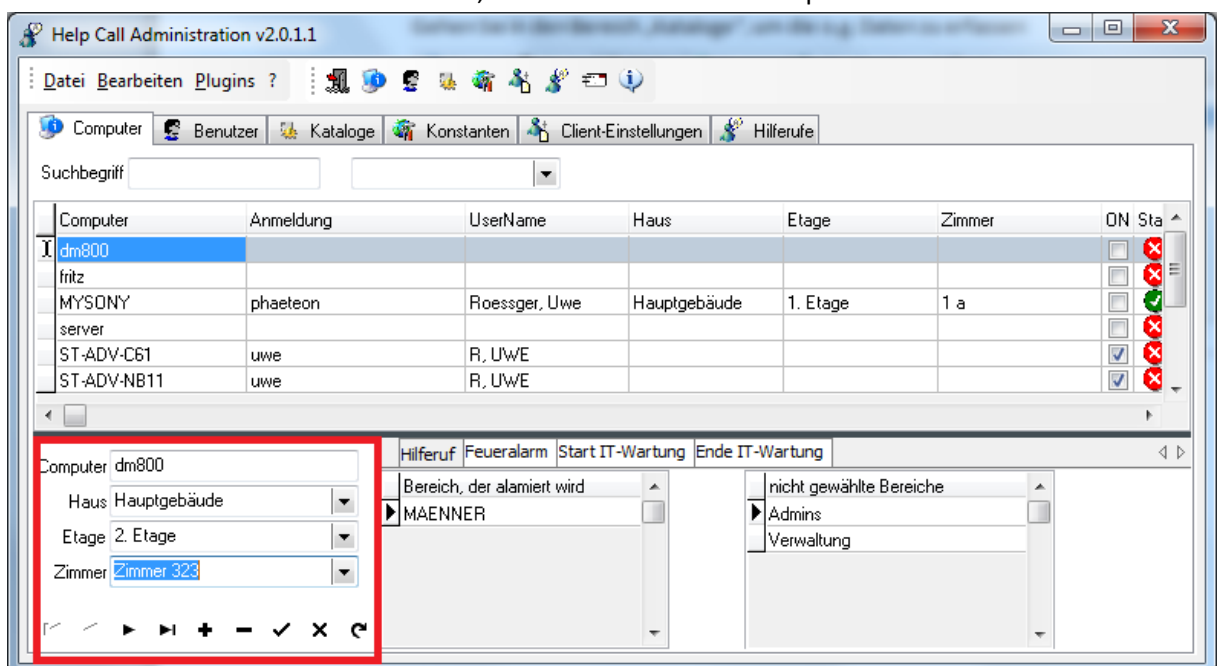 Help Call Administration v2.0.1.1
Datei Bearbeiten Plugins ?
Computer Benutzer Kataloge Konstanten Client-Einstellungen Hilferufe
Suchbegriff
Computer Anmeldung UserName Haus Etage Zimmer ON Sta
dm800
fritz
MYSONY phaeteon Roessger, Uwe Hauptgebäude 1. Etage 1 a
server
ST-ADV-C61 uwe R, UWE
ST-ADV-NB11 uwe R, UWE
Computer dm800
Haus Hauptgebäude
Etage 2. Etage
Zimmer Zimmer 323
Hilferuf Feueralarm Start IT-Wartung Ende IT-Wartung
Bereich, der alamiert wird
MAENNER
nicht gewählte Bereiche
Admins
Verwaltung